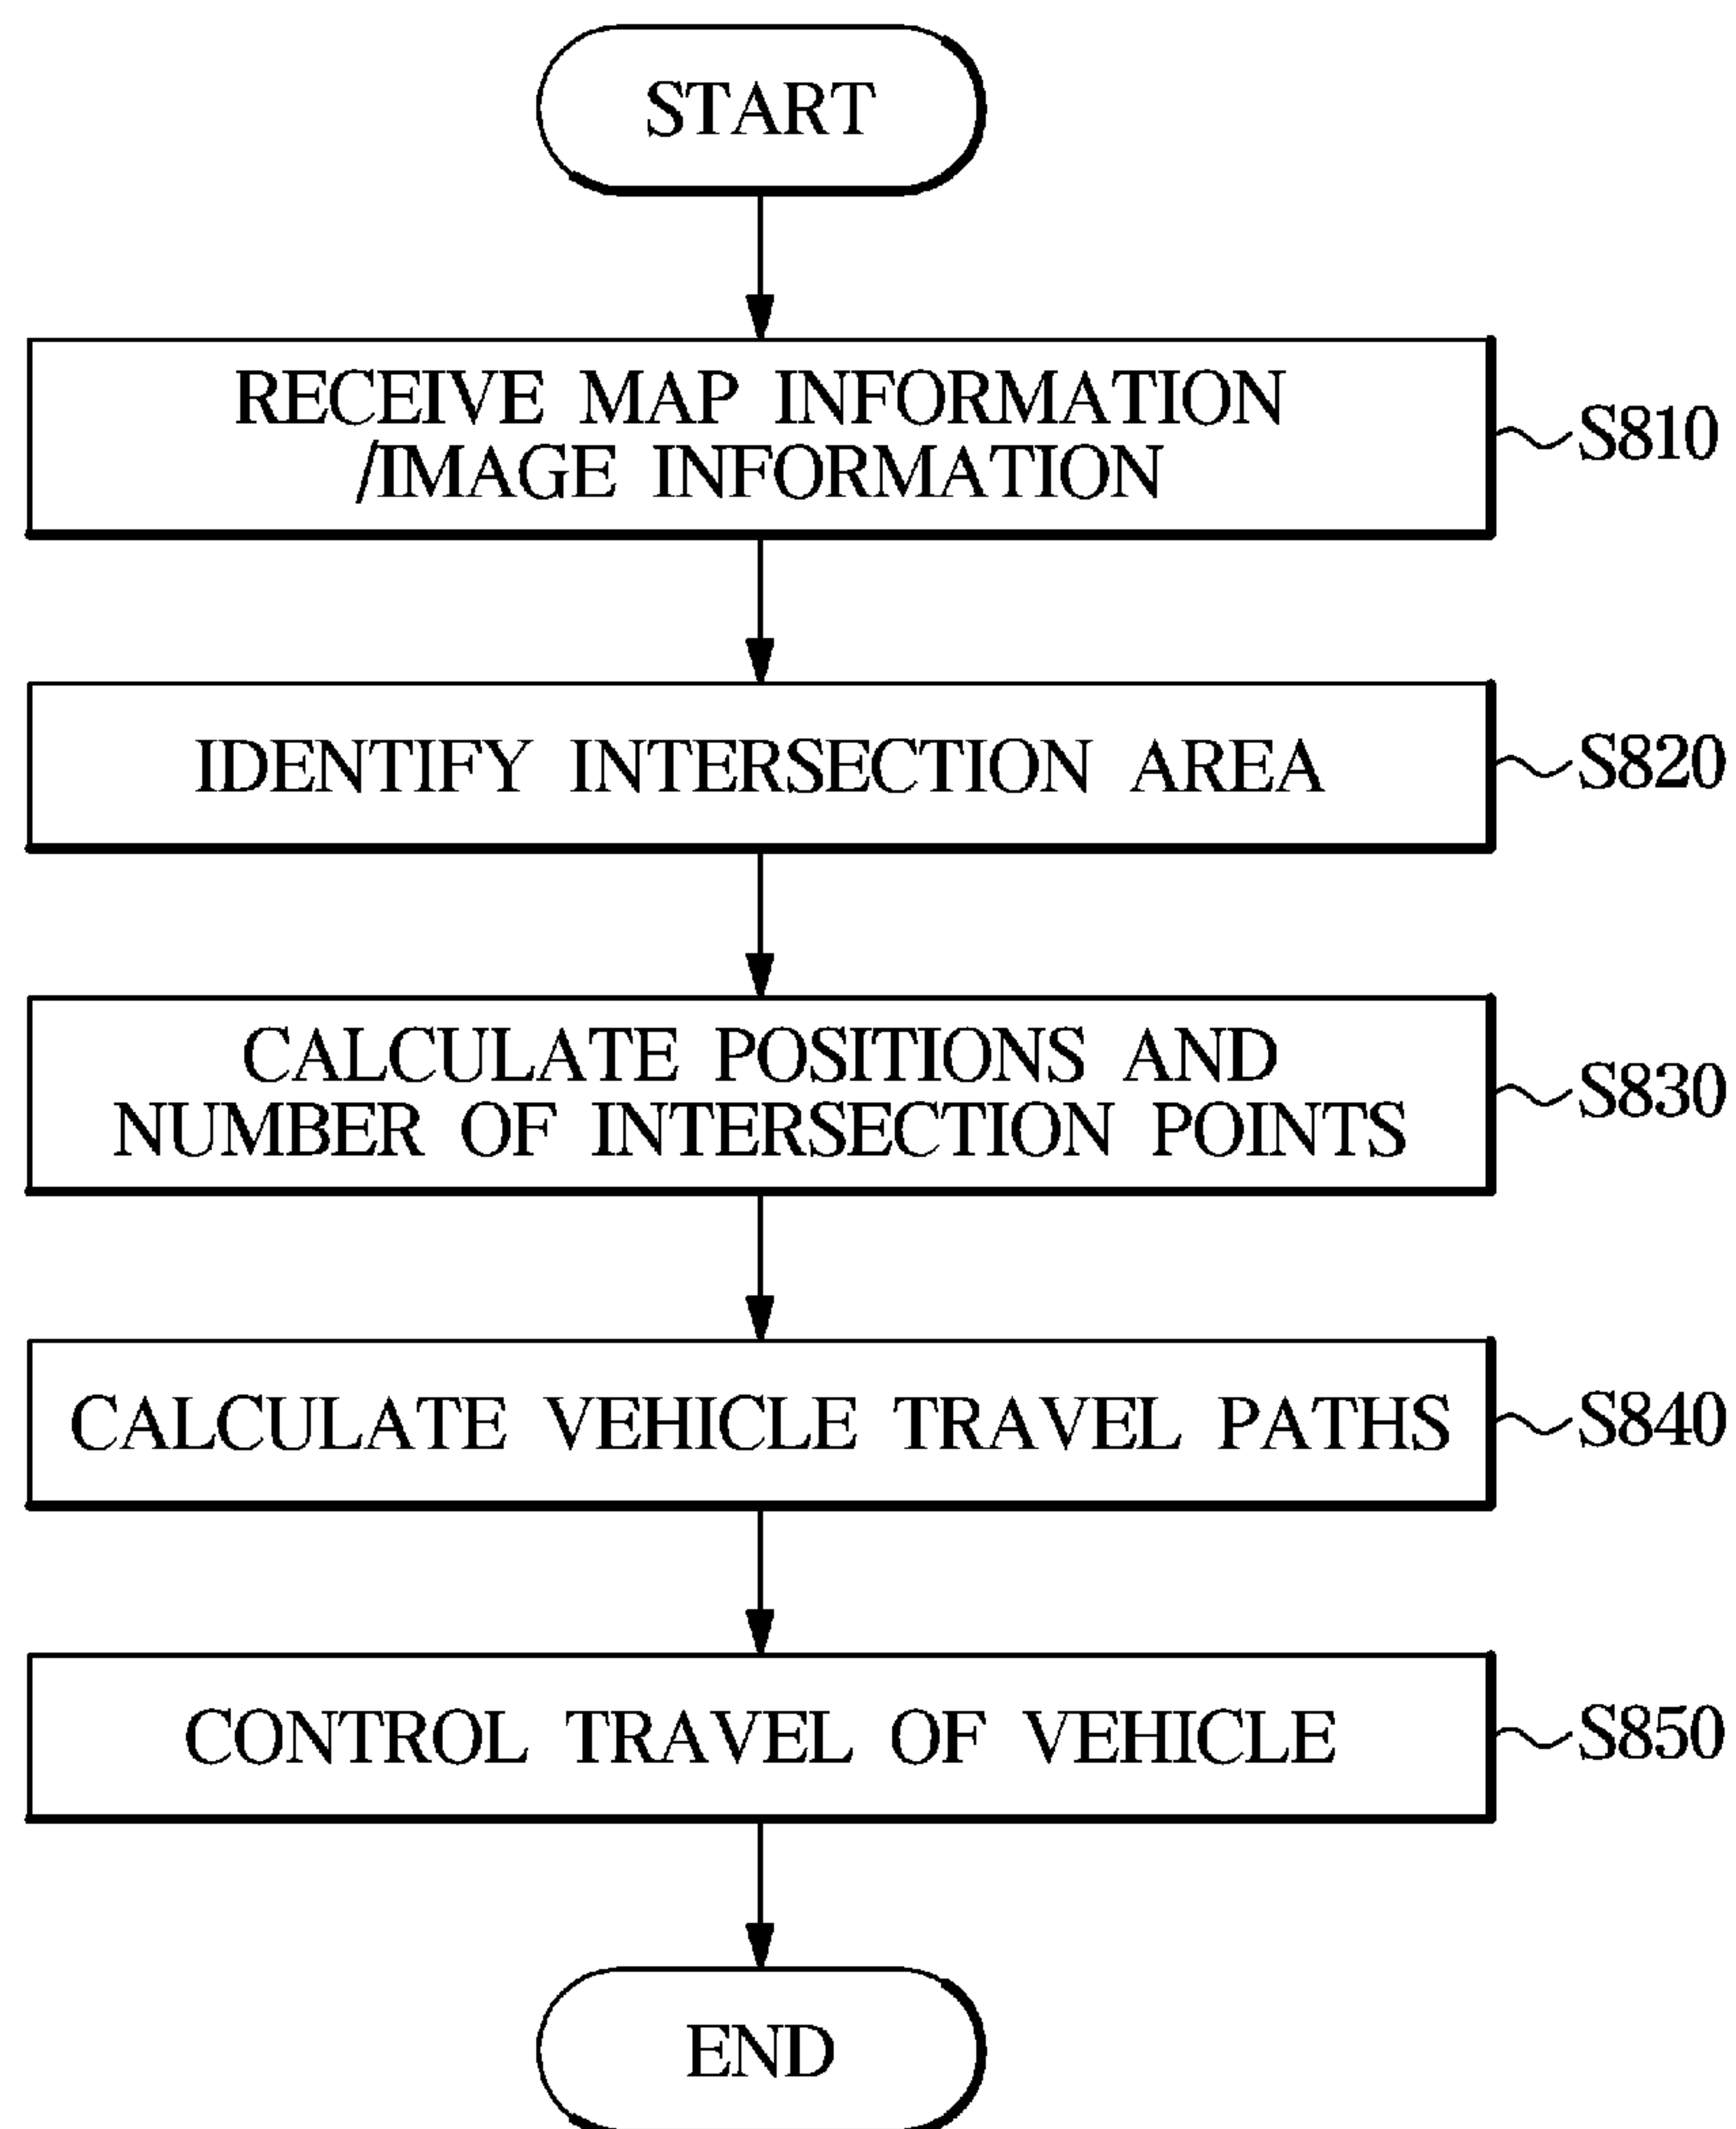 START
RECEIVE MAP INFORMATION
/IMAGE INFORMATION
S810
IDENTIFY INTERSECTION AREA
S820
CALCULATE POSITIONS AND
NUMBER OF INTERSECTION POINTS
S830
CALCULATE VEHICLE TRAVEL PATHS
S840
CONTROL TRAVEL OF VEHICLE
S850
END